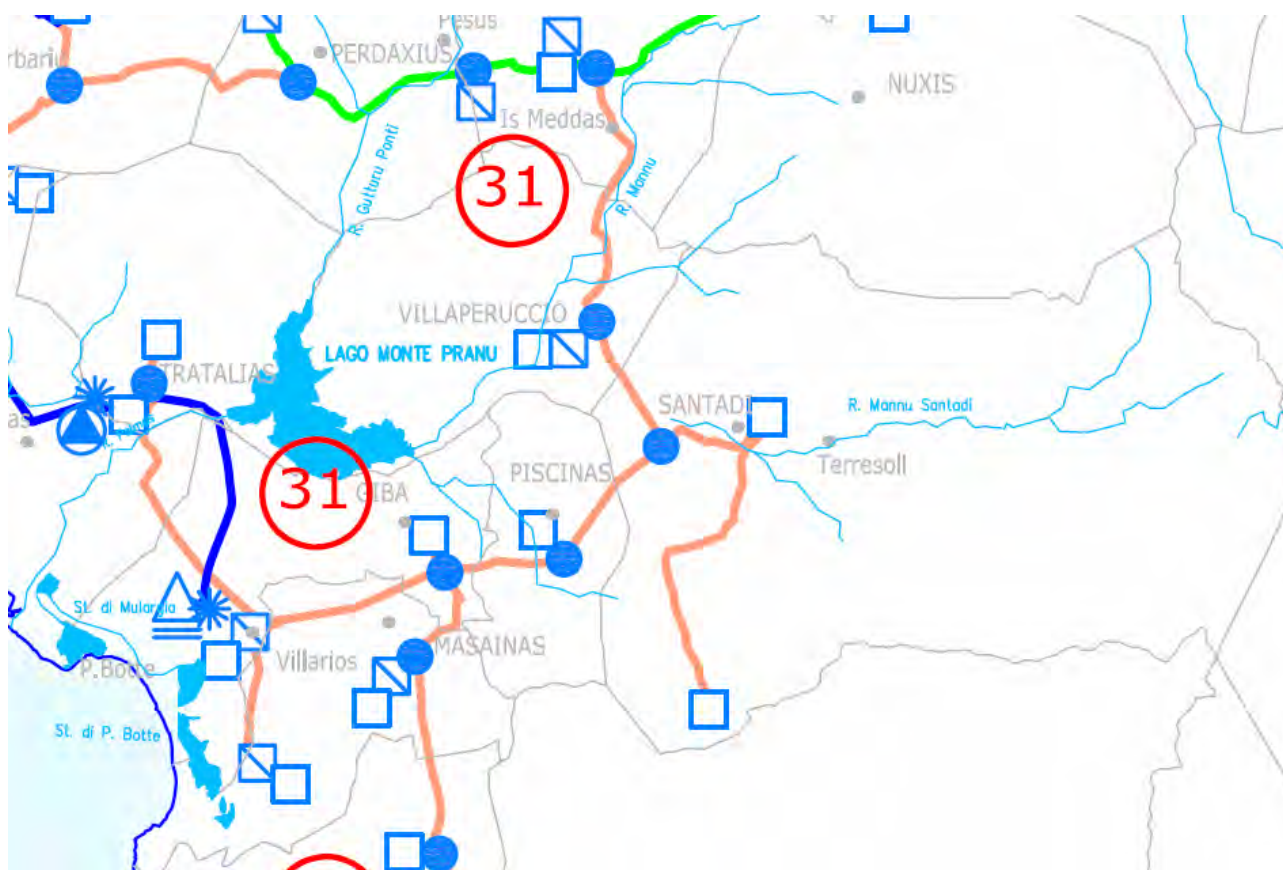 Pesus
PERDAXIUS
NUXIS
Is Meddas
R. Gutturu Ponti
31
R. Mannu
VILLAPERUCCIO
LAGO MONTE PRANU
TRATALIAS
SANTADI
R. Mannu Santadi
Terresoll
PISCINAS
31
GIBA
St. di Mulargia
MASAINAS
Villarios
P.Botte
St. di P. Botte